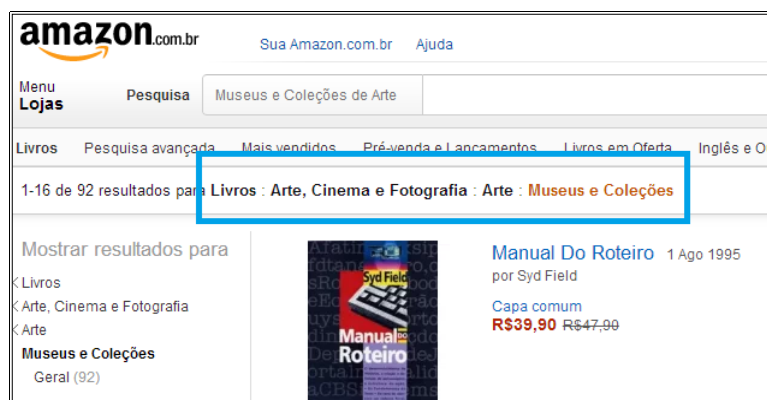 amazon.com.br
Sua Amazon.com.br Ajuda
Menu
Lojas
Pesquisa
Museus e Coleções de Arte
Livros Pesquisa avançada Mais vendidos Pré-venda e Lançamentos Livros em Oferta Inglês e O
1-16 de 92 resultados para Livros : Arte, Cinema e Fotografia : Arte : Museus e Coleções
Mostrar resultados para
Livros
Arte, Cinema e Fotografia
Arte
Museus e Coleções
Geral (92)
Syd Field
Manual DO
Roteiro
Manual Do Roteiro 1 Ago 1995
por Syd Field
Capa comum
R$39,90 R$47,90